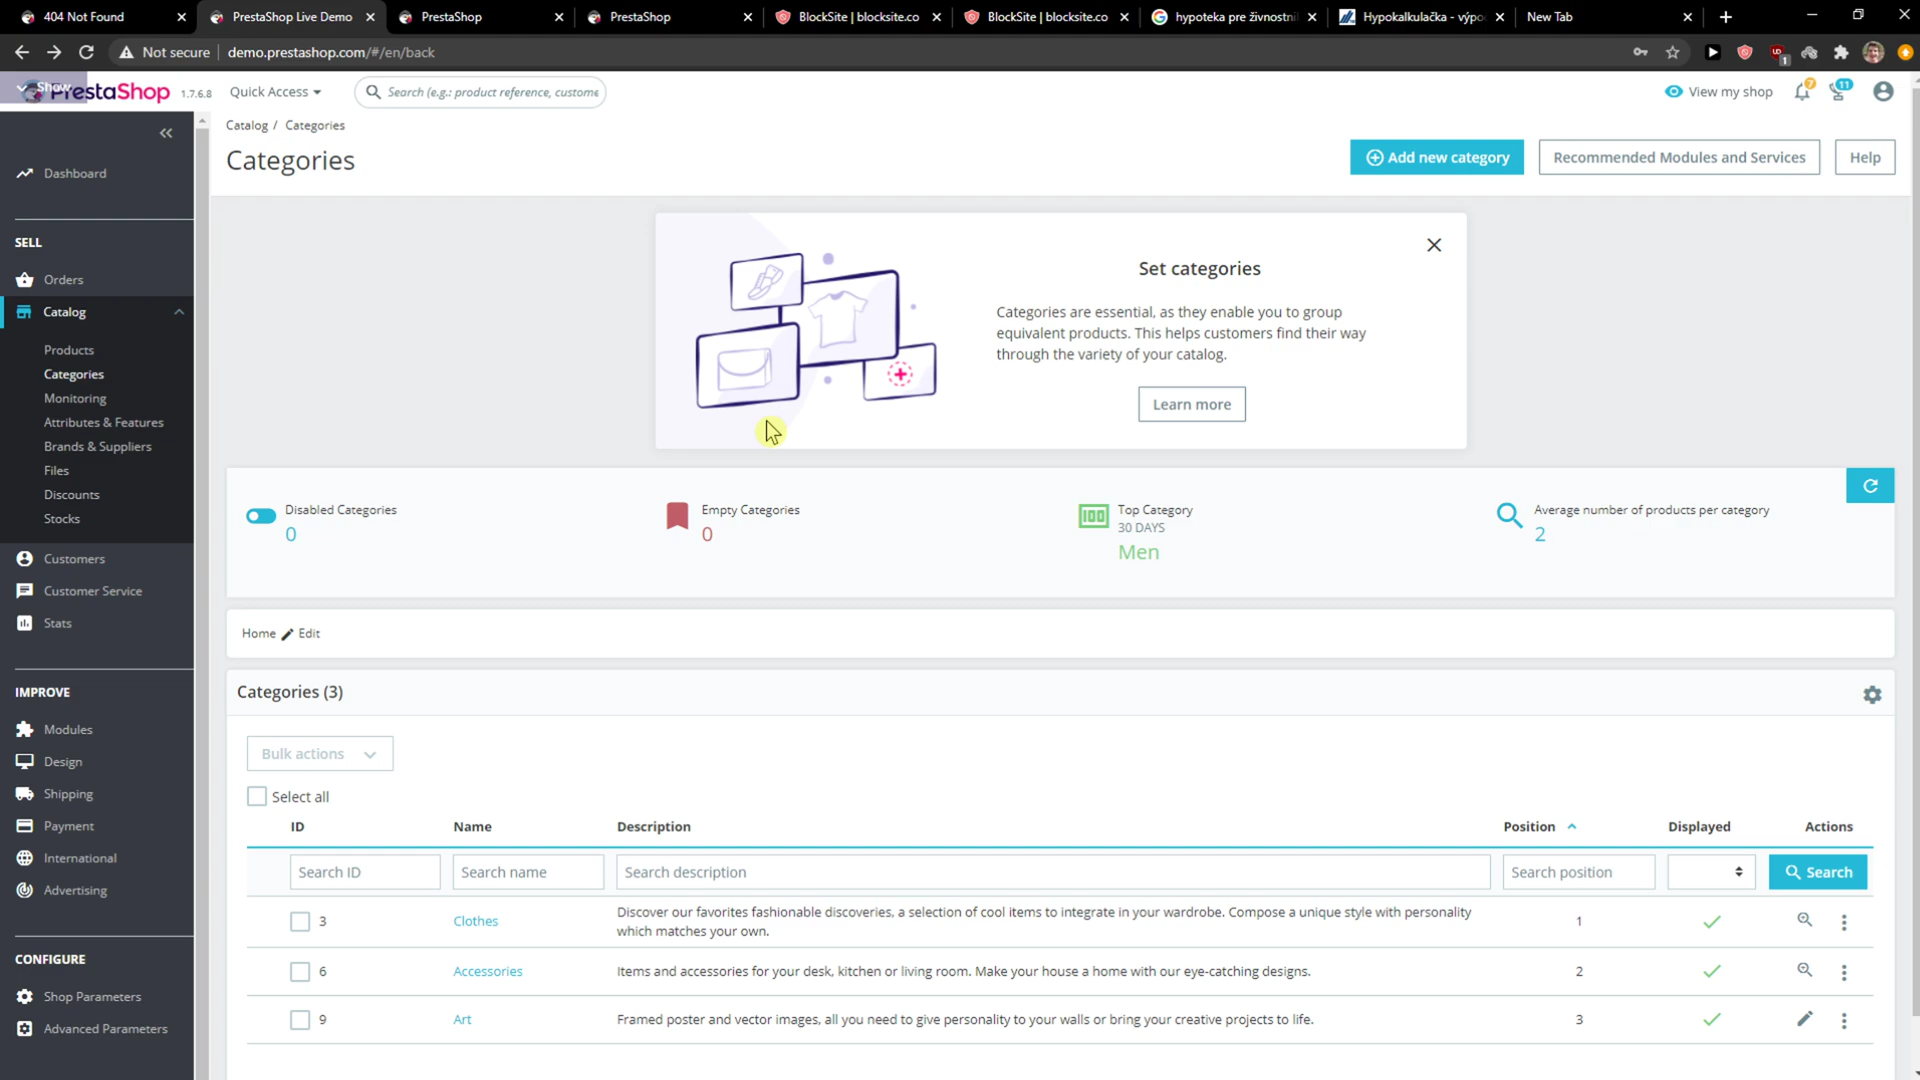 404 Not Found
PrestaShop Live Demo
PrestaShop
PrestaShop
BlockSite | blocksite.co
BlockSite | blocksite.co
hypoteka pre živnostní
Hypokalkulačka - výpo
New Tab
Not secure
demo.prestashop.com/#/en/back
1
Show
PrestaShop
1.7.6.8
Quick Access
Search (e.g.: product reference, custome
View my shop
7
11
Catalog / Categories
Categories
Add new category
Recommended Modules and Services
Help
Dashboard
SELL
Orders
Catalog
Products
Categories
Monitoring
Attributes & Features
Brands & Suppliers
Files
Discounts
Stocks
Customers
Customer Service
Stats
IMPROVE
Modules
Design
Shipping
Payment
International
Advertising
CONFIGURE
Shop Parameters
Advanced Parameters
Set categories
Categories are essential, as they enable you to group
equivalent products. This helps customers find their way
through the variety of your catalog.
Learn more
Disabled Categories
0
Empty Categories
0
100
Top Category
30 DAYS
Men
Average number of products per category
2
Home Edit
Categories (3)
Bulk actions
Select all
ID Name Description Position Displayed Actions
Search ID Search name Search description Search position Search
3 Clothes Discover our favorites fashionable discoveries, a selection of cool items to integrate in your wardrobe. Compose a unique style with personality 1
which matches your own.
6 Accessories Items and accessories for your desk, kitchen or living room. Make your house a home with our eye-catching designs. 2
9 Art Framed poster and vector images, all you need to give personality to your walls or bring your creative projects to life. 3